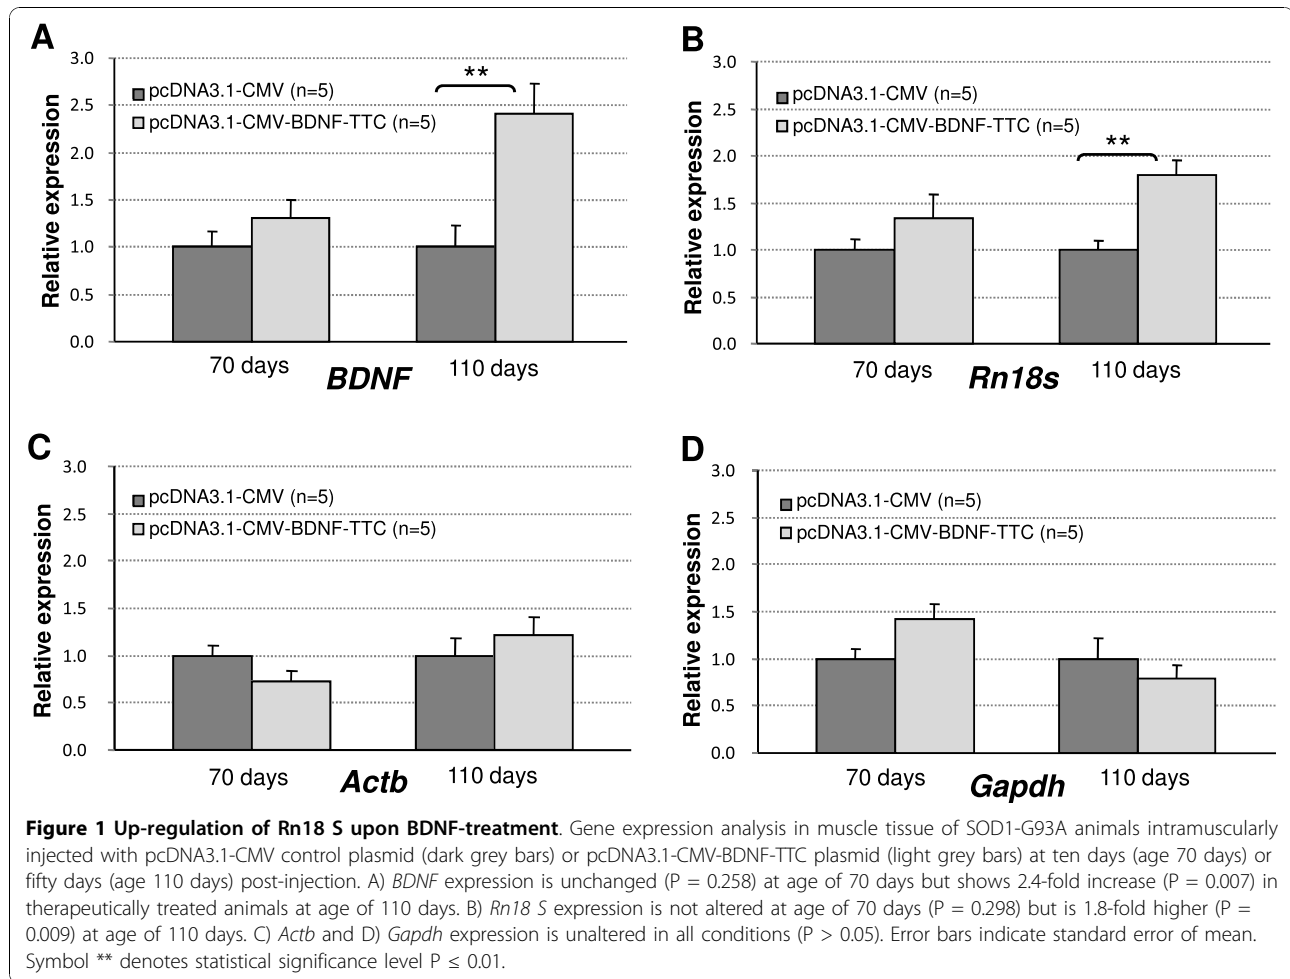 A
3.0
2.5
2.0
1.5
1.0
0.5
0.0
Relative expression
pcDNA3.1-CMV (n=5)
pcDNA3.1-CMV-BDNF-TTC (n=5)
**
70 days
BDNF
110 days
B
3.0
2.5
2.0
1.5
1.0
0.5
0.0
Relative expression
pcDNA3.1-CMV (n=5)
pcDNA3.1-CMV-BDNF-TTC (n=5)
**
70 days
Rn18s
110 days
C
3.0
2.5
2.0
1.5
1.0
0.5
0.0
Relative expression
pcDNA3.1-CMV (n=5)
pcDNA3.1-CMV-BDNF-TTC (n=5)
70 days
Actb
110 days
D
3.0
2.5
2.0
1.5
1.0
0.5
0.0
Relative expression
pcDNA3.1-CMV (n=5)
pcDNA3.1-CMV-BDNF-TTC (n=5)
70 days
Gapdh
110 days
Figure 1 Up-regulation of Rn18 S upon BDNF-treatment. Gene expression analysis in muscle tissue of SOD1-G93A animals intramuscularly
injected with pcDNA3.1-CMV control plasmid (dark grey bars) or pcDNA3.1-CMV-BDNF-TTC plasmid (light grey bars) at ten days (age 70 days) or
fifty days (age 110 days) post-injection. A) BDNF expression is unchanged (P = 0.258) at age of 70 days but shows 2.4-fold increase (P = 0.007) in
therapeutically treated animals at age of 110 days. B) Rn18 S expression is not altered at age of 70 days (P = 0.298) but is 1.8-fold higher (P =
0.009) at age of 110 days. C) Actb and D) Gapdh expression is unaltered in all conditions (P > 0.05). Error bars indicate standard error of mean.
Symbol ** denotes statistical significance level P ≤ 0.01.